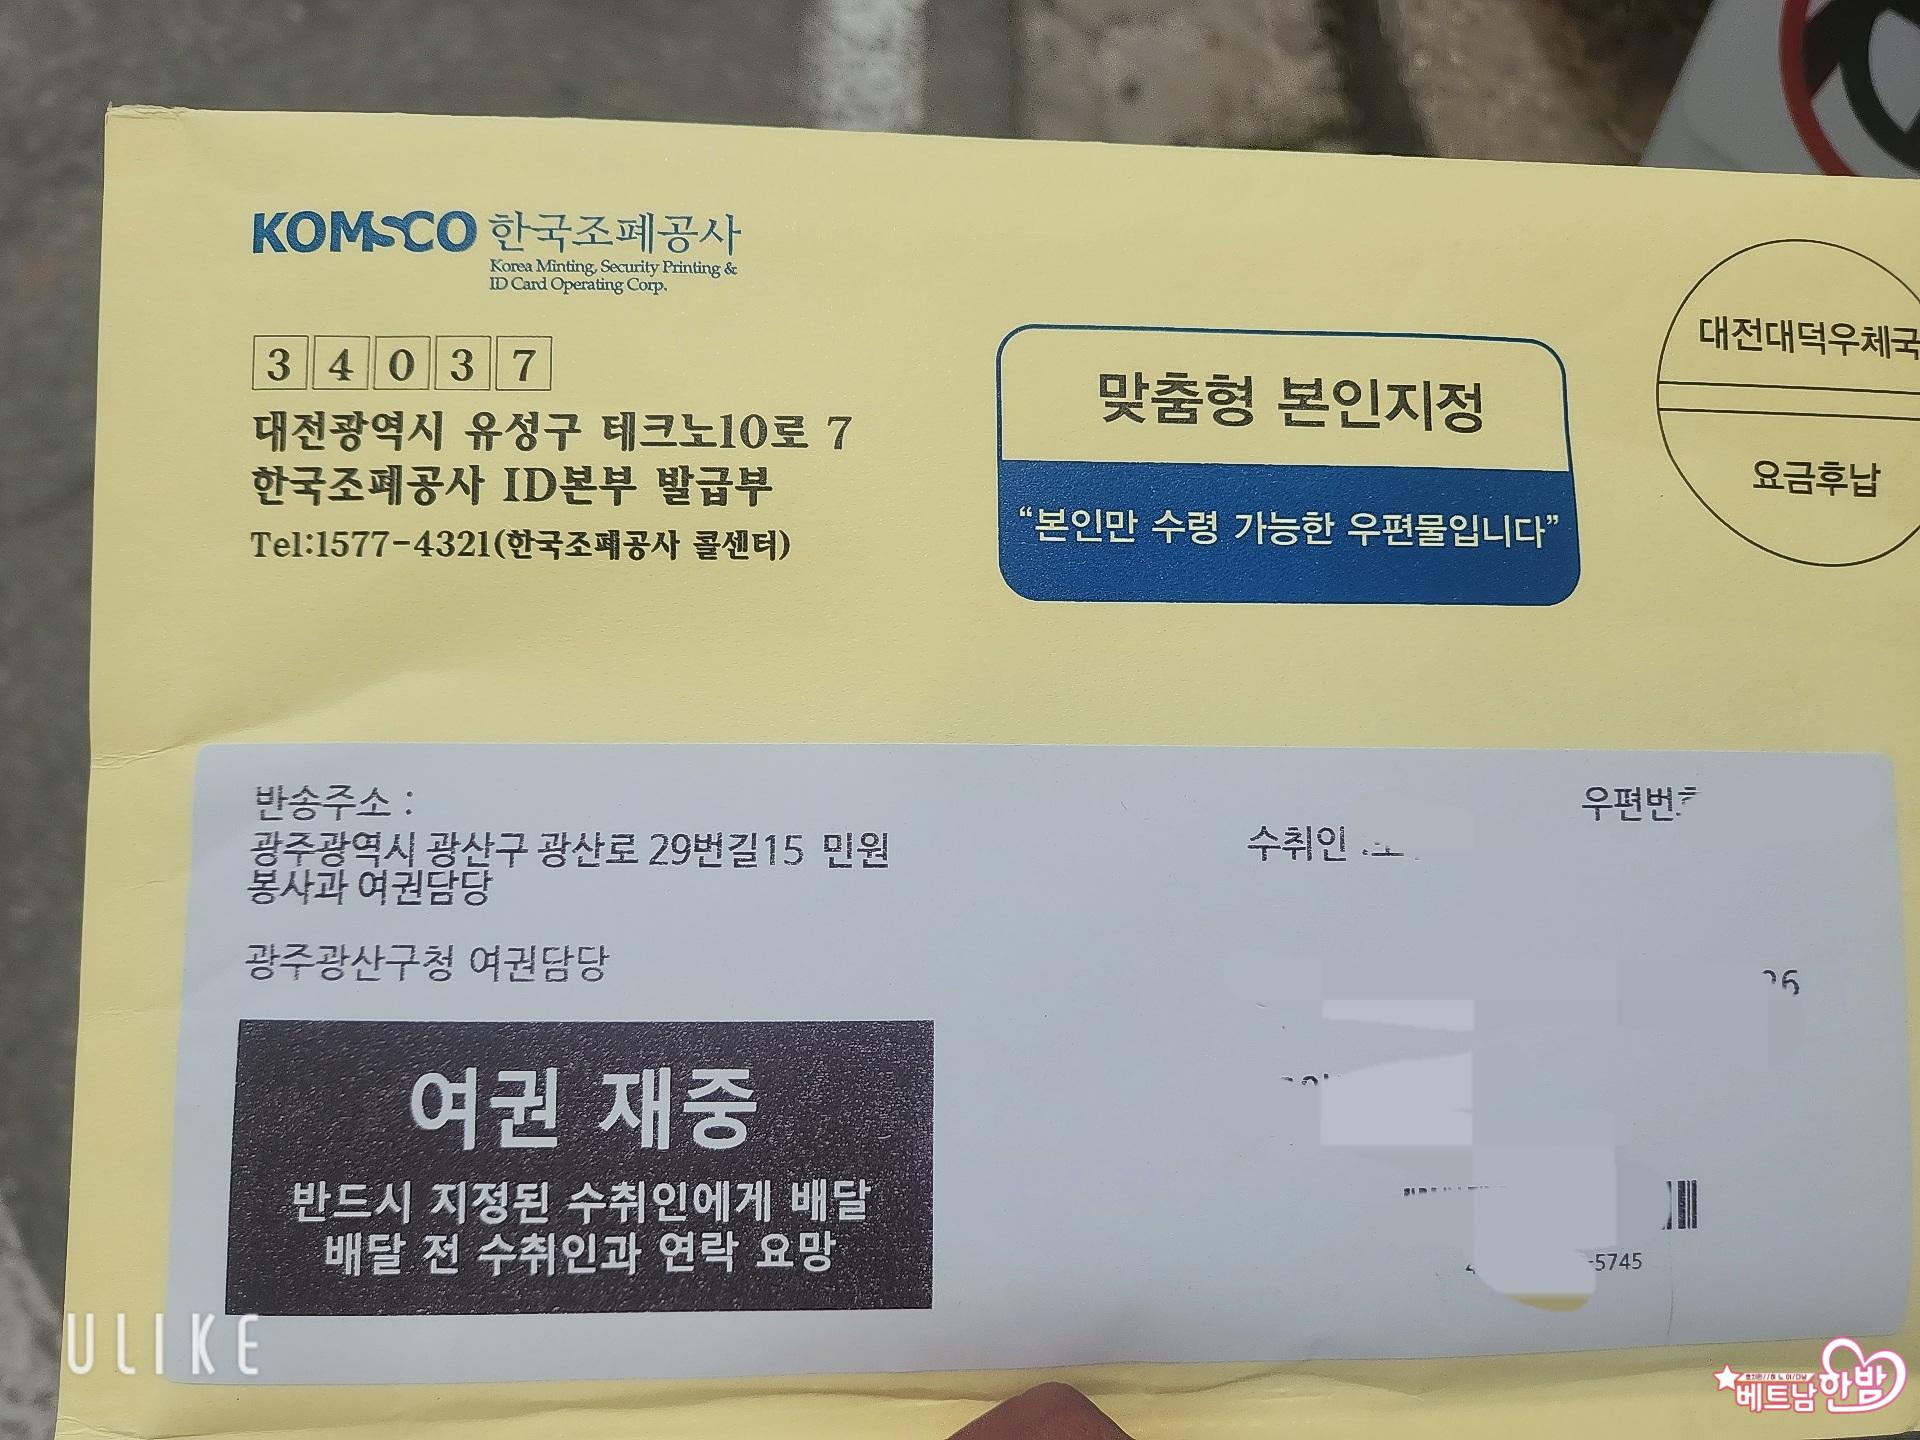 KOMSCO 한국조폐공사
Korea Minting, Security Printing &
ID Card Operating Corp.
34037
대전광역시 유성구 테크노10로 7
한국조폐공사 ID본부 발급부
Tel:1577-4321(한국조폐공사 콜센터)
맞춤형 본인지정
“본인만 수령 가능한 우편물입니다”
대전대덕우체국
요금후납
반송주소 :
광주광역시 광산구 광산로 29번길15 민원
봉사과 여권담당
광주광산구청 여권담당
여권 재중
반드시 지정된 수취인에게 배달
배달 전 수취인과 연락 요망
우편번호
수취인
26
-5745
ULIKE
베트남 하밤